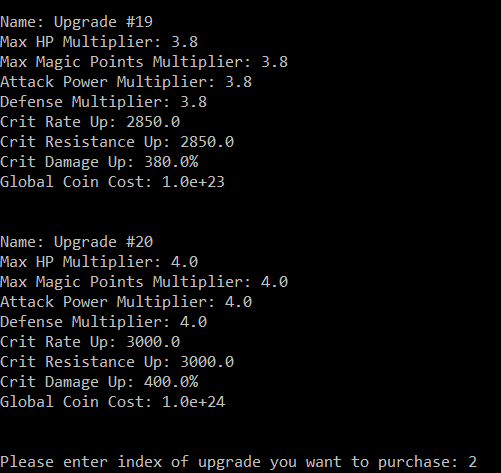 Name: Upgrade #19
Max HP Multiplier: 3.8
Max Magic Points Multiplier: 3.8
Attack Power Multiplier: 3.8
Defense Multiplier: 3.8
Crit Rate Up: 2850.0
Crit Resistance Up: 2850.0
Crit Damage Up: 380.0%
Global Coin Cost: 1.0e+23
Name: Upgrade #20
Max HP Multiplier: 4.0
Max Magic Points Multiplier: 4.0
Attack Power Multiplier: 4.0
Defense Multiplier: 4.0
Crit Rate Up: 3000.0
Crit Resistance Up: 3000.0
Crit Damage Up: 400.0%
Global Coin Cost: 1.0e+24
Please enter index of upgrade you want to purchase: 2